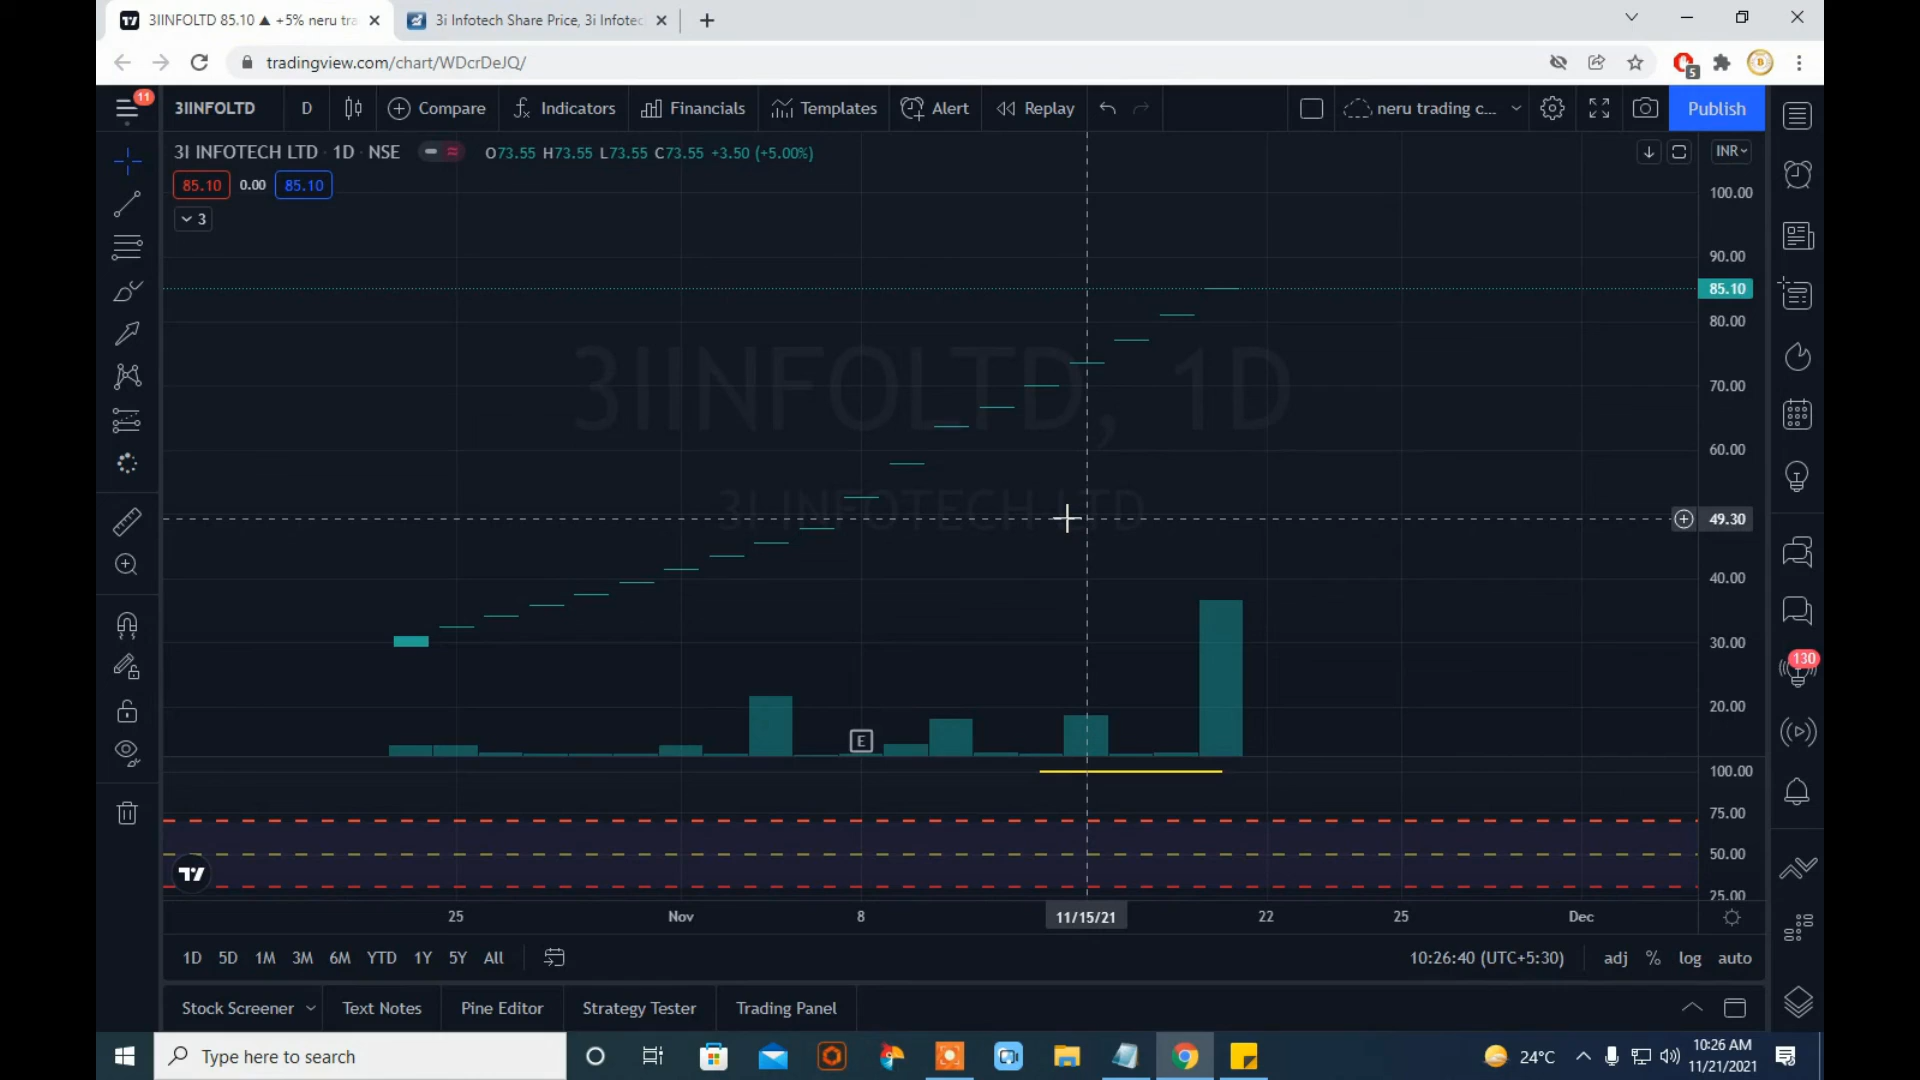 3IINFOLTD 85.10 ▲ +5% neru tra
3i Infotech Share Price, 3i Infotec
tradingview.com/chart/WDcrDeJQ/
5
11
3IINFOLTD
D
Compare
Indicators
Financials
Templates
Alert
Replay
neru trading c...
Publish
3I INFOTECH LTD · 1D · NSE
O73.55 H73.55 L73.55 C73.55 +3.50 (+5.00%)
INR
85.10
0.00
85.10
3
100.00
90.00
85.10
80.00
3IINFOLTD, 1D
70.00
60.00
3I INFOTECH LTD
49.30
40.00
30.00
130
20.00
E
100.00
75.00
50.00
25.00
25
Nov
8
11/15/21
22
25
Dec
1D 5D 1M 3M 6M YTD 1Y 5Y All
10:26:40 (UTC+5:30)
adj % log auto
Stock Screener
Text Notes
Pine Editor
Strategy Tester
Trading Panel
Type here to search
24°C
10:26 AM
11/21/2021